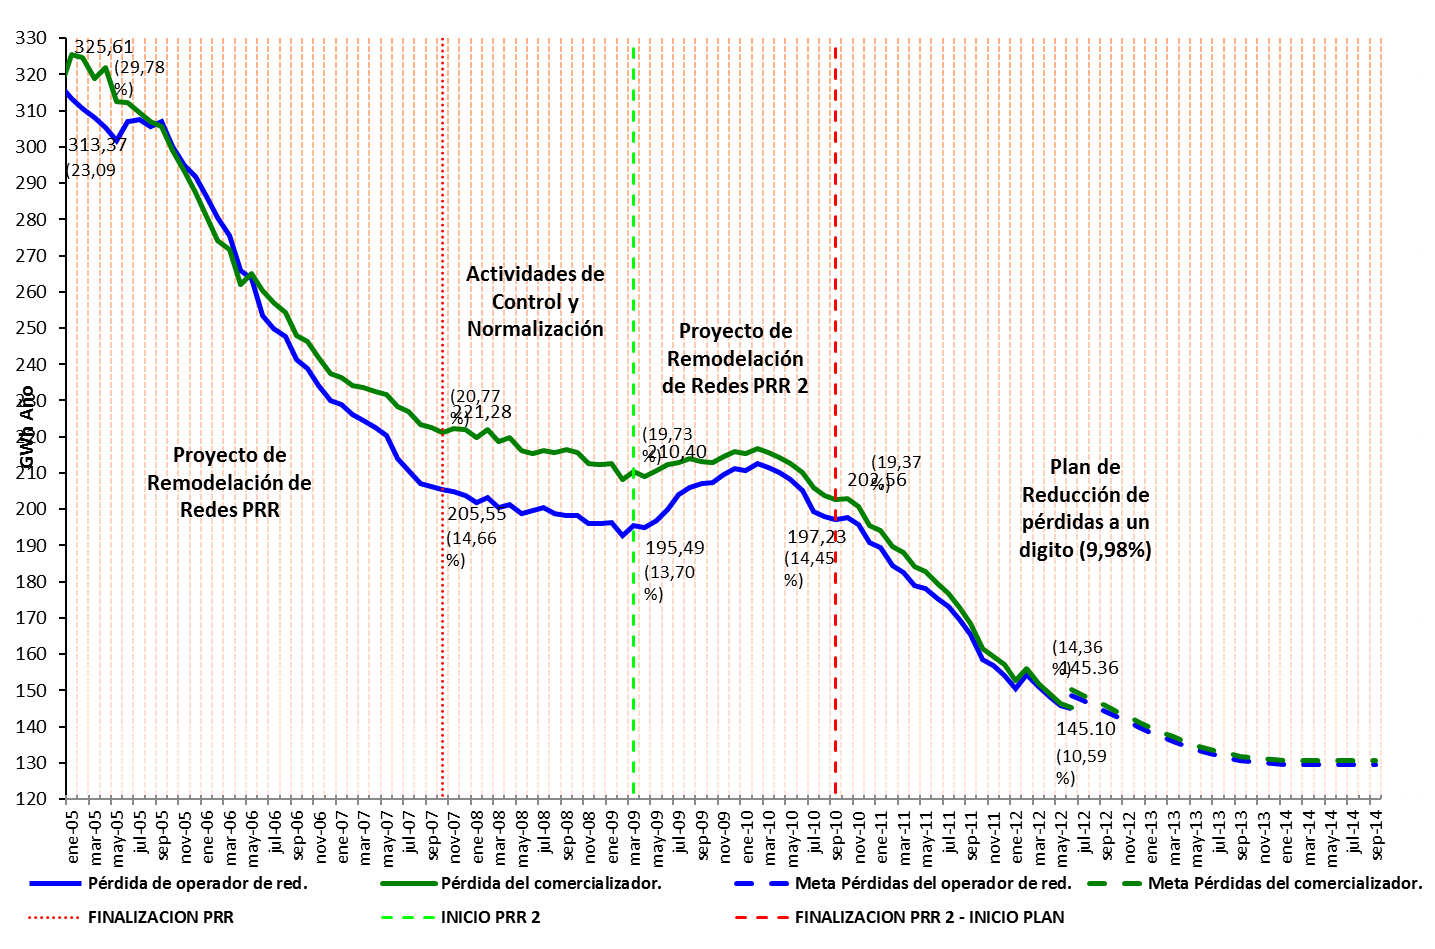 330
320
310
300
290
280
270
260
250
240
230
220
210
200
190
180
170
160
150
140
130
120
GWh Año
325,61
(29,78
%)
313,37
(23,09
Proyecto de
Remodelación de
Redes PRR
Actividades de
Control y
Normalización
(20,77
%)
221,28
205,55
(14,66
%)
Proyecto de
Remodelación
de Redes PRR 2
(19,73
%)
210,40
195,49
(13,70
%)
(19,37
%)
202,56
197,23
(14,45
%)
Plan de
Reducción de
pérdidas a un
digito (9,98%)
(14,36
%)
145.36
145.10
(10,59
%)
ene-05
mar-05
may-05
jul-05
sep-05
nov-05
ene-06
mar-06
may-06
jul-06
sep-06
nov-06
ene-07
mar-07
may-07
jul-07
sep-07
nov-07
ene-08
mar-08
may-08
jul-08
sep-08
nov-08
ene-09
mar-09
may-09
jul-09
sep-09
nov-09
ene-10
mar-10
may-10
jul-10
sep-10
nov-10
ene-11
mar-11
may-11
jul-11
sep-11
nov-11
ene-12
mar-12
may-12
jul-12
sep-12
nov-12
ene-13
mar-13
may-13
jul-13
sep-13
nov-13
ene-14
mar-14
may-14
jul-14
sep-14
Pérdida de operador de red.
Pérdida del comercializador.
Meta Pérdidas del operador de red.
Meta Pérdidas del comercializador.
FINALIZACION PRR
INICIO PRR 2
FINALIZACION PRR 2 - INICIO PLAN